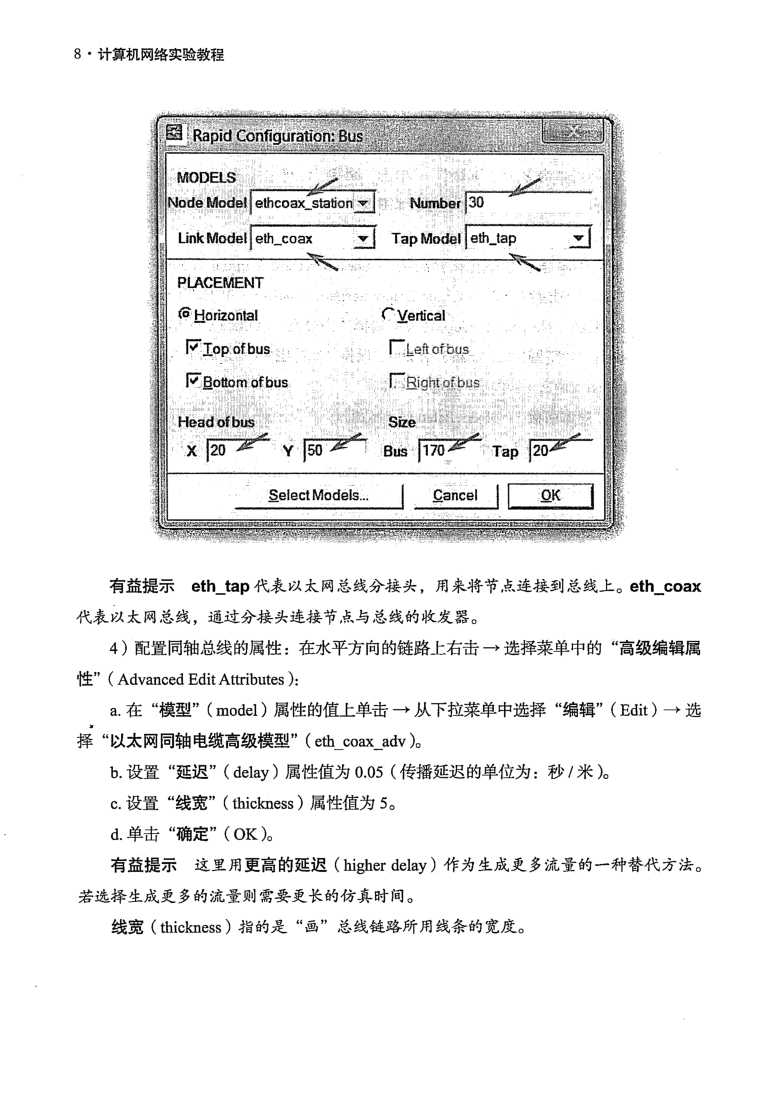 8·计算机网络实验教程
Rapid Configuration: Bus
MODELS
Node Model ethcoax_station Number 30
Link Model eth_coax Tap Model eth_tap
PLACEMENT
Horizontal Vertical
Top of bus Left of bus
Bottom of bus Right of bus
Head of bus Size
X 20 Y 50 Bus 170 Tap 20
Select Models... Cancel OK
有益提示 eth_tap 代表以太网总线分接头，用来将节点连接到总线上。eth_coax
代表以太网总线，通过分接头连接节点与总线的收发器。
4）配置同轴总线的属性：在水平方向的链路上右击 → 选择菜单中的“高级编辑属
性”（Advanced Edit Attributes）：
a. 在“模型”（model）属性的值上单击 → 从下拉菜单中选择“编辑”（Edit）→ 选
择“以太网同轴电缆高级模型”（eth_coax_adv）。
b. 设置“延迟”（delay）属性值为 0.05（传播延迟的单位为：秒 / 米）。
c. 设置“线宽”（thickness）属性值为 5。
d. 单击“确定”（OK）。
有益提示 这里用更高的延迟（higher delay）作为生成更多流量的一种替代方法。
若选择生成更多的流量则需要更长的仿真时间。
线宽（thickness）指的是“画”总线链路所用线条的宽度。